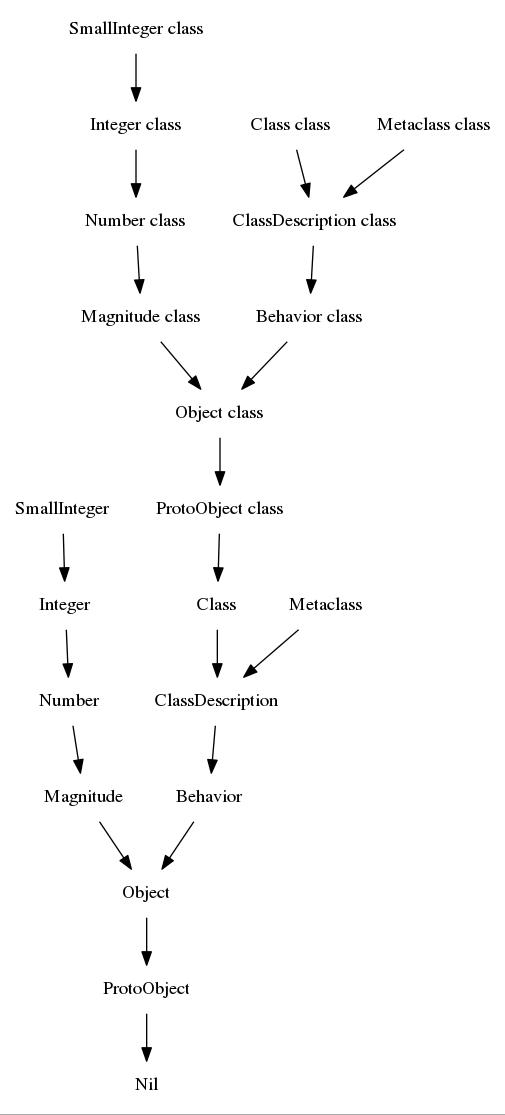 SmallInteger class
Integer class
Class class
Metaclass class
Number class
ClassDescription class
Magnitude class
Behavior class
Object class
SmallInteger
ProtoObject class
Integer
Class
Metaclass
Number
ClassDescription
Magnitude
Behavior
Object
ProtoObject
Nil